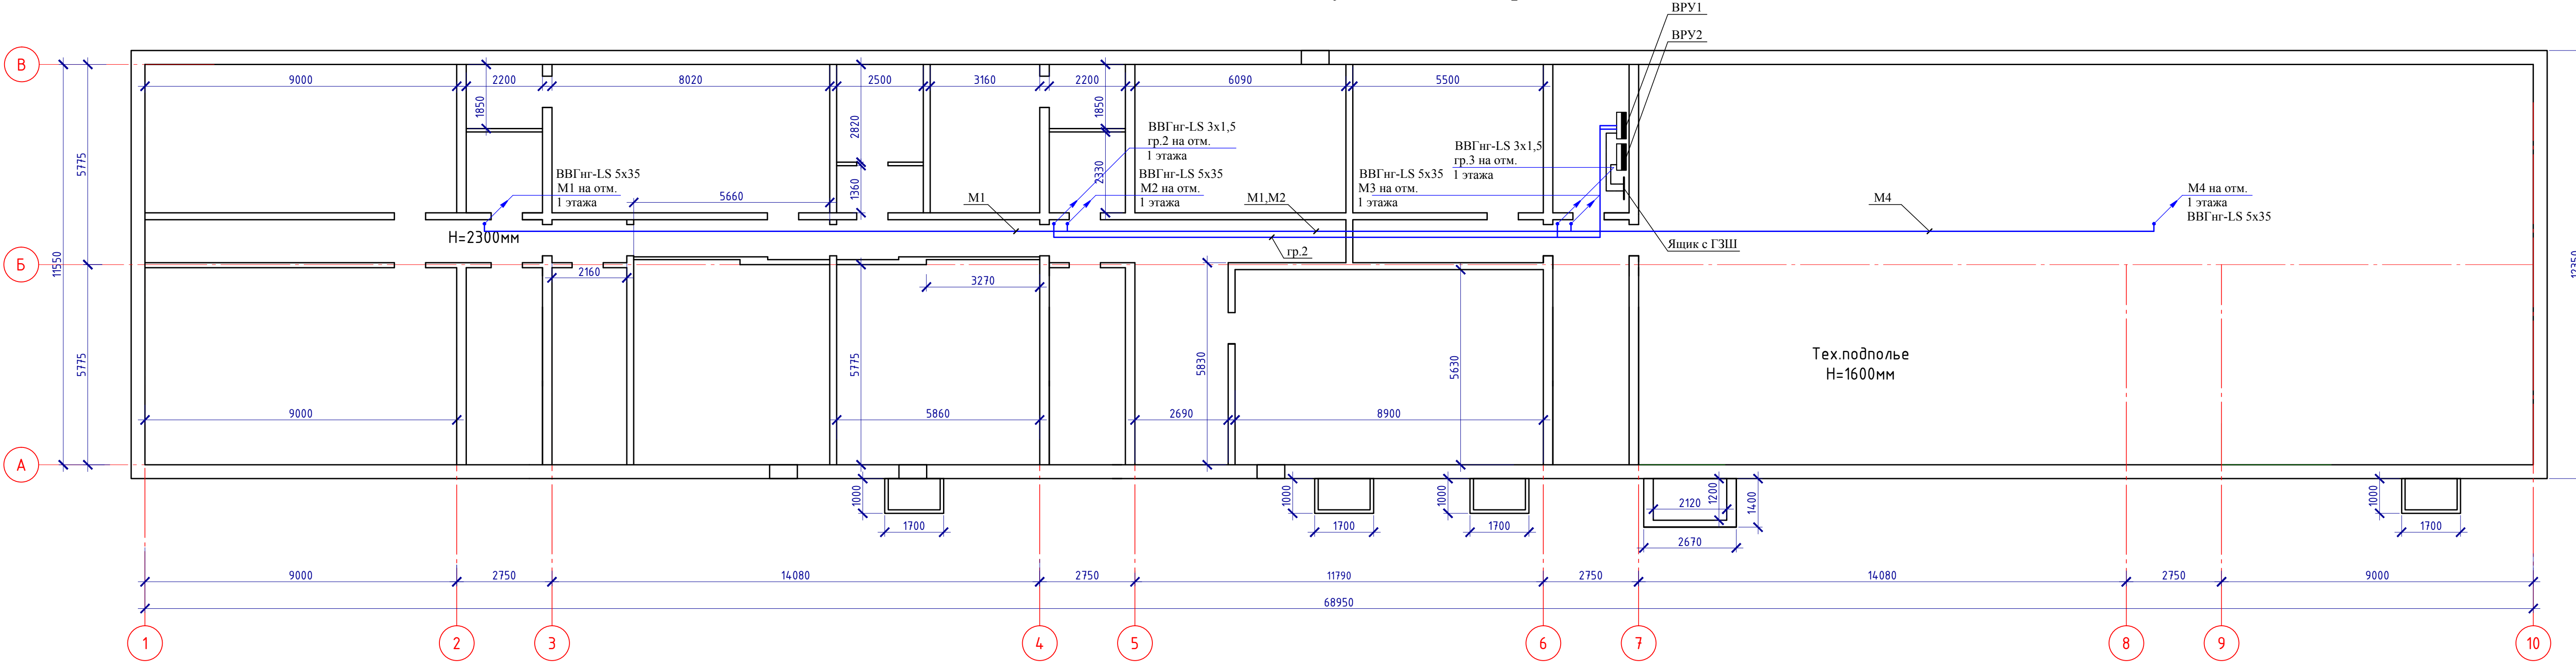 ВРУ1
ВРУ2
В
9000
2200
8020
2500
3160
2200
6090
5500
1850
1850
2820
ВВГнг-LS 3х1,5
гр.2 на отм.
1 этажа
ВВГнг-LS 3х1,5
гр.3 на отм.
1 этажа
5775
ВВГнг-LS 5х35
М1 на отм.
1 этажа
1360
2330
ВВГнг-LS 5х35
М2 на отм.
1 этажа
ВВГнг-LS 5х35
М3 на отм.
1 этажа
М4 на отм.
1 этажа
ВВГнг-LS 5х35
5660
М1
М1,М2
М4
Н=2300мм
гр.2
Ящик с ГЗШ
Б
11550
2160
3270
5775
5775
5830
5630
Тех.подполье
Н=1600мм
9000
5860
2690
8900
А
1000
1700
1000
1700
1000
1700
2120
1200
1400
2670
1000
1700
9000
2750
14080
2750
11790
2750
14080
2750
9000
68950
1
2
3
4
5
6
7
8
9
10